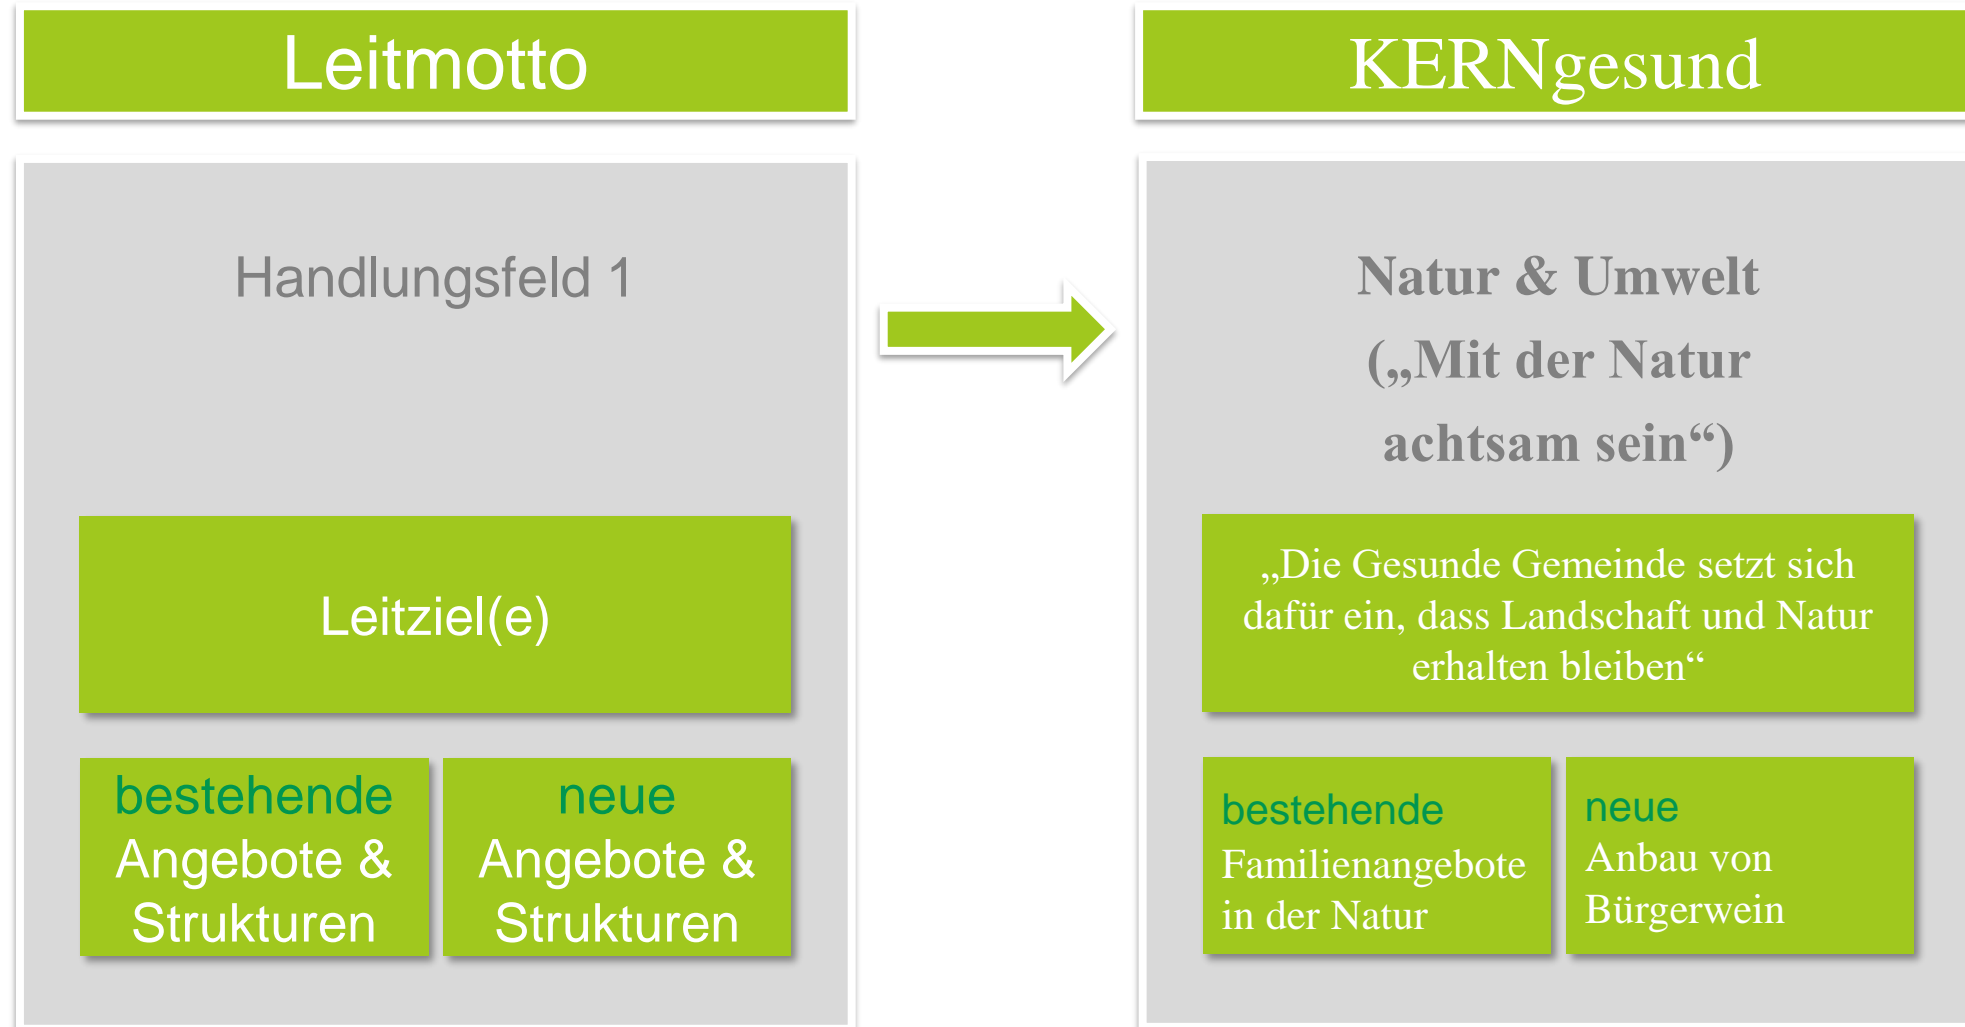 Leitmotto
Handlungsfeld 1
Leitziel(e)
bestehende
Angebote &
Strukturen
neue
Angebote &
Strukturen
KERNgesund
Natur & Umwelt
(„Mit der Natur
achtsam sein“)
„Die Gesunde Gemeinde setzt sich
dafür ein, dass Landschaft und Natur
erhalten bleiben“
bestehende
Familienangebote
in der Natur
neue
Anbau von
Bürgerwein